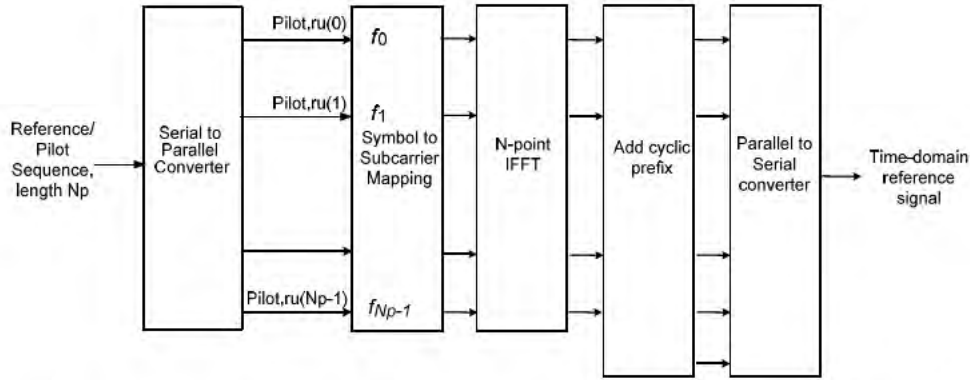 Reference/
Pilot
Sequence,
length Np
Serial to
Parallel
Converter
Pilot,ru(0)
Pilot,ru(1)
Pilot,ru(Np-1)
f0
f1
Symbol to
Subcarrier
Mapping
fNp-1
N-point
IFFT
Add cyclic
prefix
Parallel to
Serial
converter
Time-domain
reference
signal